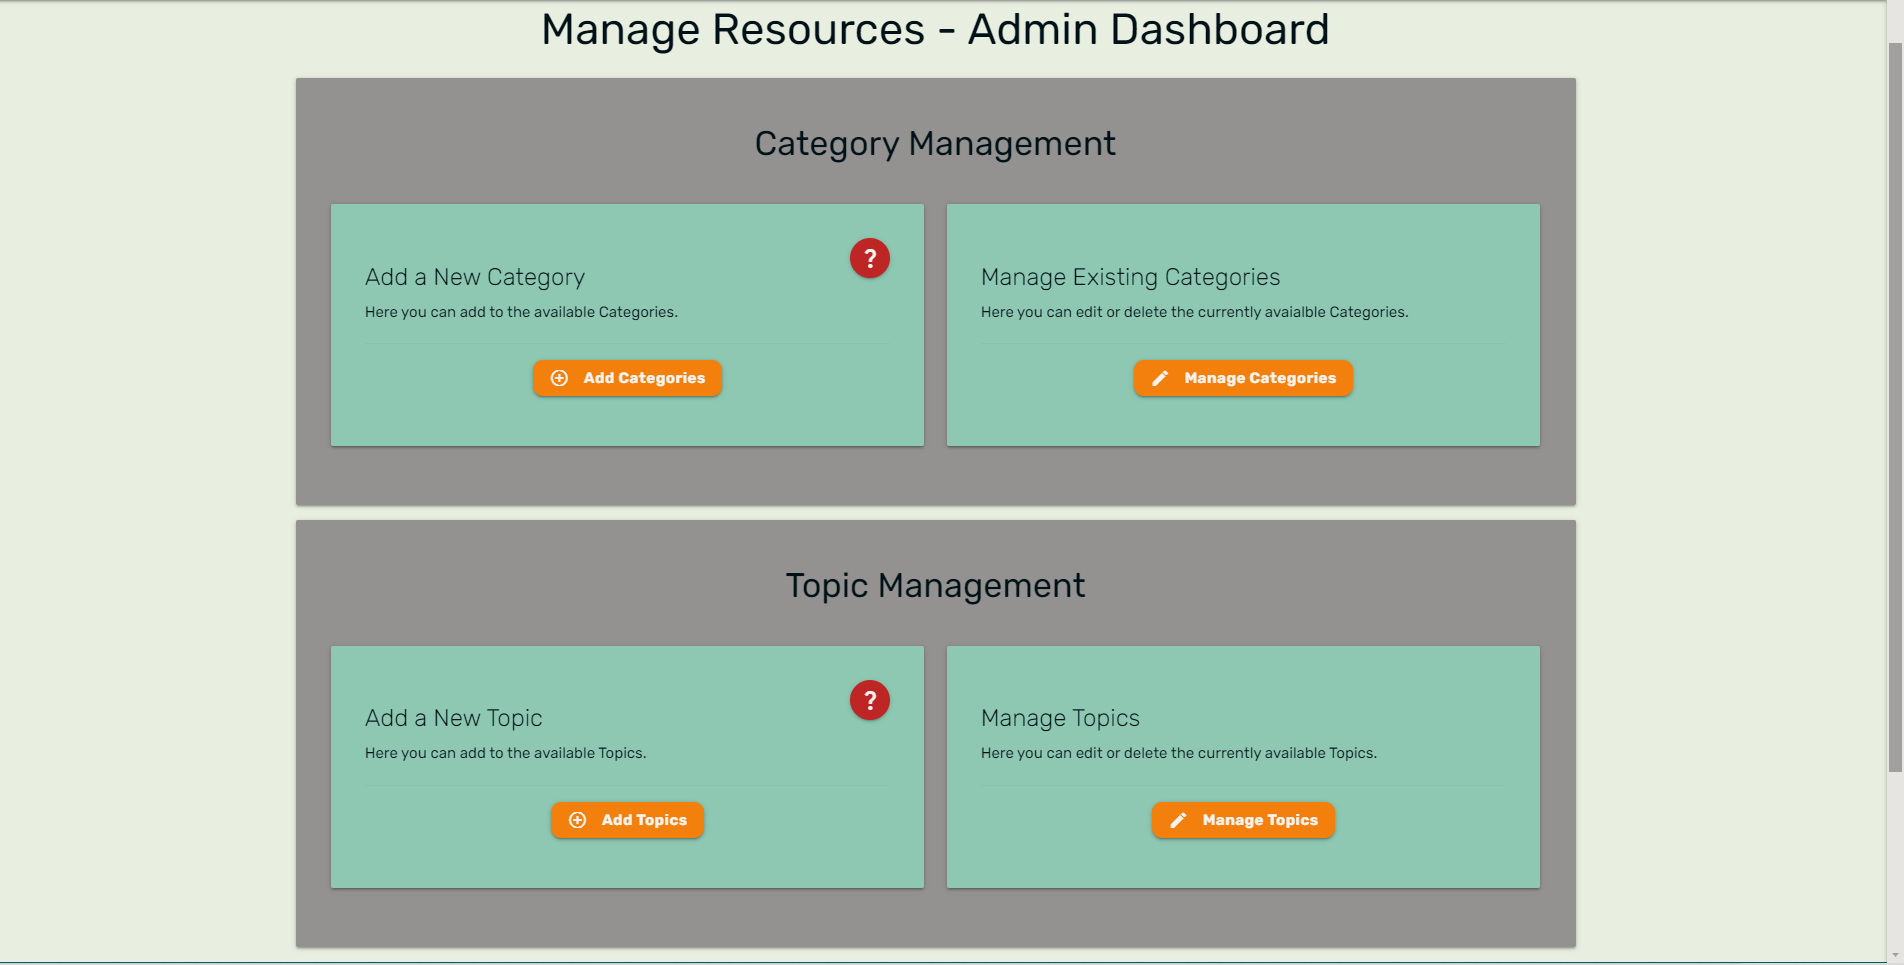 Manage Resources - Admin Dashboard
Category Management
Add a New Category
?
Here you can add to the available Categories.
Add Categories
Manage Existing Categories
Here you can edit or delete the currently avaialble Categories.
Manage Categories
Topic Management
Add a New Topic
?
Here you can add to the available Topics.
Add Topics
Manage Topics
Here you can edit or delete the currently available Topics.
Manage Topics